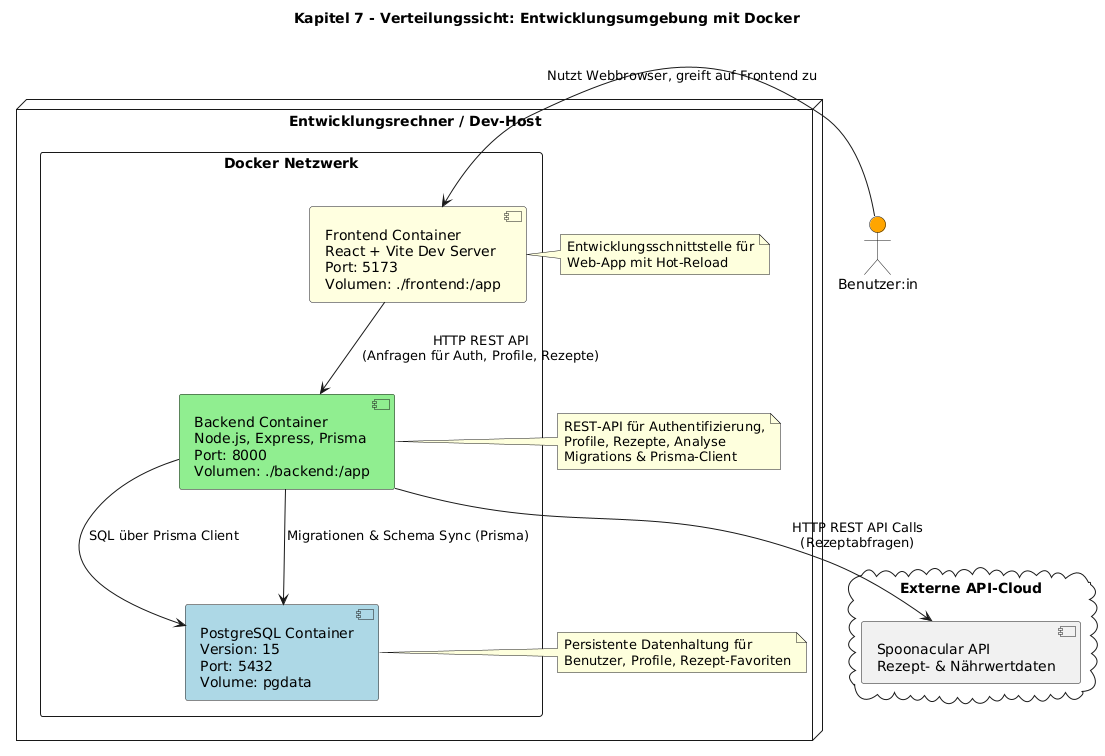 Kapitel 7 - Verteilungssicht: Entwicklungsumgebung mit Docker
Nutzt Webbrowser, greift auf Frontend zu
Entwicklungsrechner / Dev-Host
Docker Netzwerk
Frontend Container
React + Vite Dev Server
Port: 5173
Volumen: ./frontend:/app
Entwicklungsschnittstelle für
Web-App mit Hot-Reload
Benutzer:in
HTTP REST API
(Anfragen für Auth, Profile, Rezepte)
Backend Container
Node.js, Express, Prisma
Port: 8000
Volumen: ./backend:/app
REST-API für Authentifizierung,
Profile, Rezepte, Analyse
Migrations & Prisma-Client
SQL über Prisma Client
Migrationen & Schema Sync (Prisma)
HTTP REST API Calls
(Rezeptabfragen)
Externe API-Cloud
Spoonacular API
Rezept- & Nährwertdaten
PostgreSQL Container
Version: 15
Port: 5432
Volume: pgdata
Persistente Datenhaltung für
Benutzer, Profile, Rezept-Favoriten